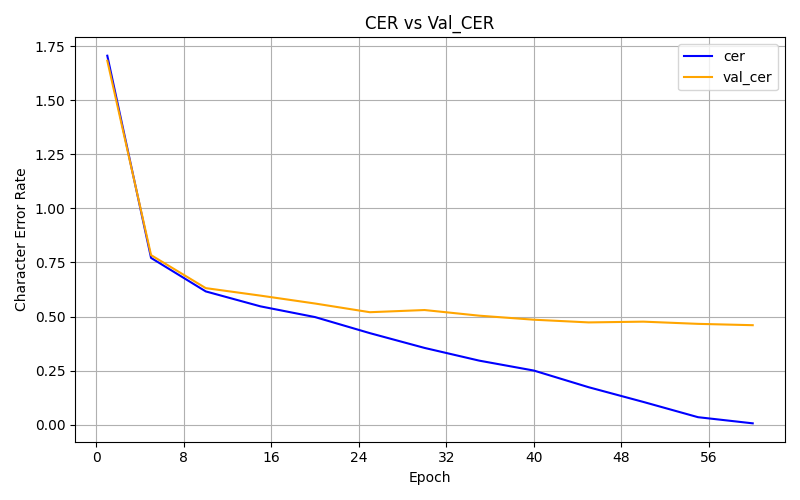 CER vs Val_CER
cer
val_cer
Character Error Rate
1.75
1.50
1.25
1.00
0.75
0.50
0.25
0.00
0 8 16 24 32 40 48 56
Epoch